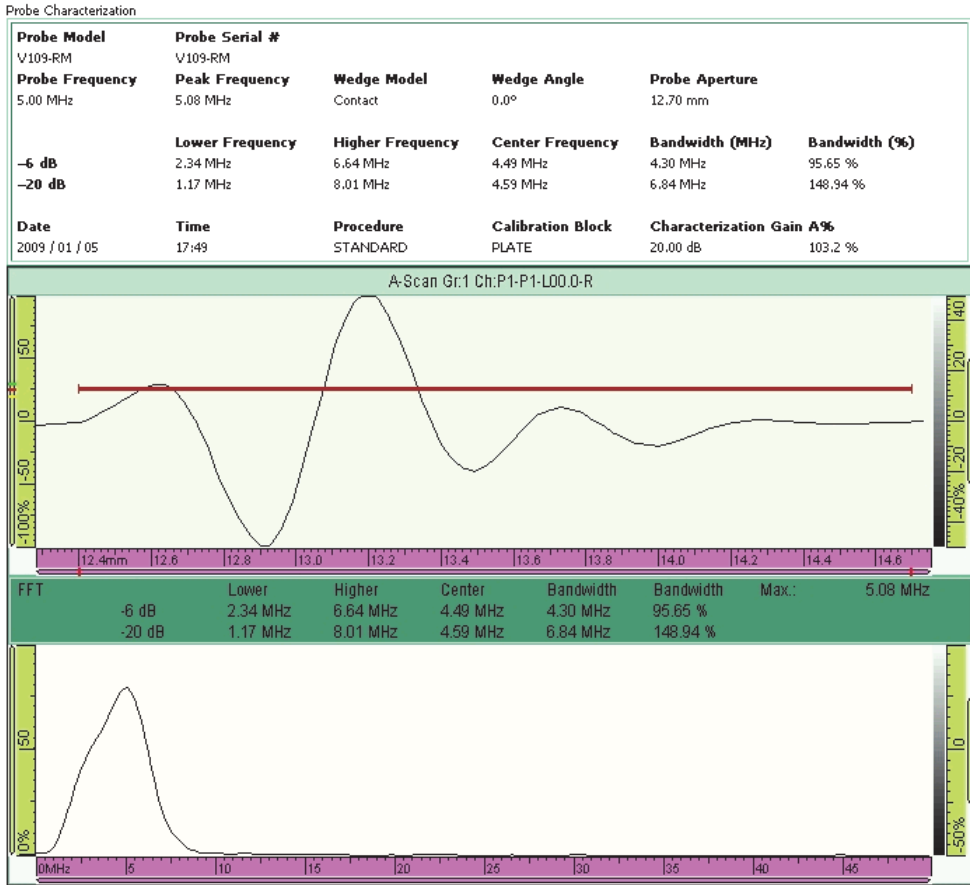 Probe Characterization
Probe Model Probe Serial #
V109-RM V109-RM
Probe Frequency Peak Frequency Wedge Model Wedge Angle Probe Aperture
5.00 MHz 5.08 MHz Contact 0.0° 12.70 mm
Lower Frequency Higher Frequency Center Frequency Bandwidth (MHz) Bandwidth (%)
–6 dB 2.34 MHz 6.64 MHz 4.49 MHz 4.30 MHz 95.65 %
–20 dB 1.17 MHz 8.01 MHz 4.59 MHz 6.84 MHz 148.94 %
Date Time Procedure Calibration Block Characterization Gain A%
2009 / 01 / 05 17:49 STANDARD PLATE 20.00 dB 103.2 %
A-Scan Gr:1 Ch:P1-P1-L00.0-R
50
0
-50
-100%
40
20
0
-20
-40%
12.4mm 12.6 12.8 13.0 13.2 13.4 13.6 13.8 14.0 14.2 14.4 14.6
FFT Lower Higher Center Bandwidth Bandwidth Max.: 5.08 MHz
-6 dB 2.34 MHz 6.64 MHz 4.49 MHz 4.30 MHz 95.65 %
-20 dB 1.17 MHz 8.01 MHz 4.59 MHz 6.84 MHz 148.94 %
50
0%
0
-50%
0MHz 5 10 15 20 25 30 35 40 45